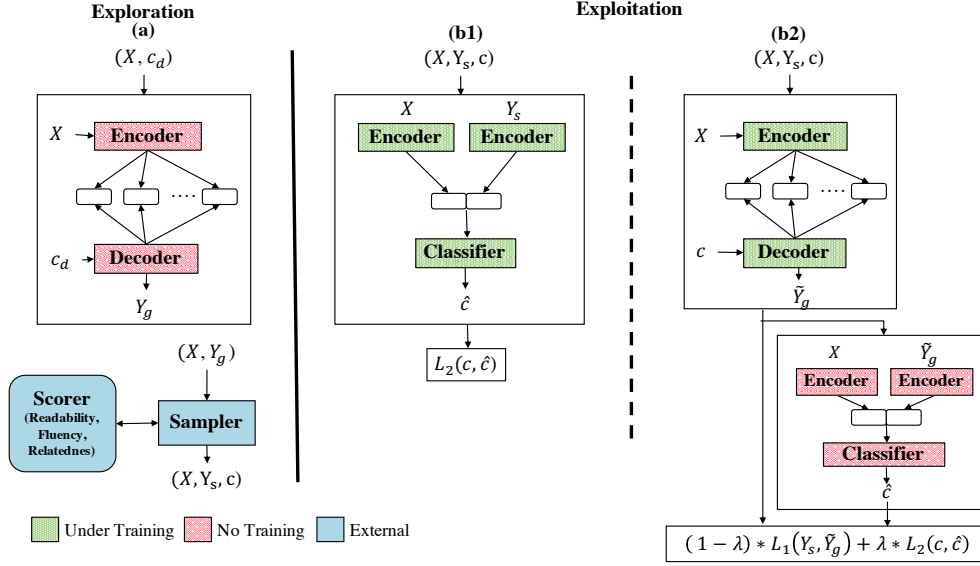 Exploration
(a)
(X, c_d)
X
Encoder
....
c_d
Decoder
Y_g
(X, Y_g)
Scorer
(Readability,
Fluency,
Relatednes)
Sampler
(X, Y_s, c)
Exploitation
(b1)
(X, Y_s, c)
X
Y_s
Encoder
Encoder
Classifier
ĉ
L_2(c, ĉ)
(b2)
(X, Y_s, c)
X
Encoder
....
c
Decoder
Ỹ_g
X
Ỹ_g
Encoder
Encoder
Classifier
ĉ
(1 − λ) * L_1(Y_s, Ỹ_g) + λ * L_2(c, ĉ)
Under Training
No Training
External